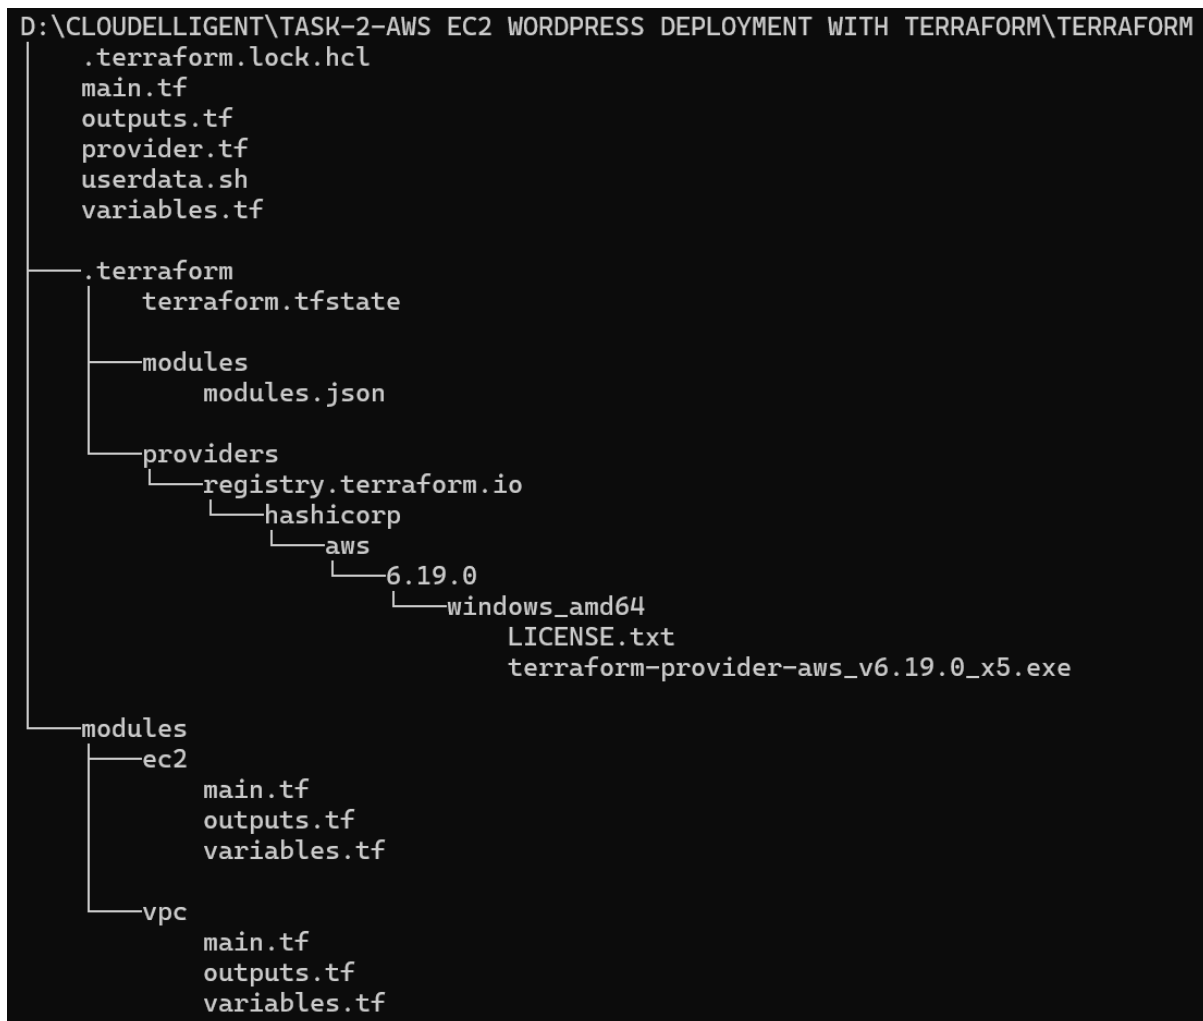 D:\CLOUDELLIGENT\TASK-2-AWS EC2 WORDPRESS DEPLOYMENT WITH TERRAFORM\TERRAFORM
.terraform.lock.hcl
main.tf
outputs.tf
provider.tf
userdata.sh
variables.tf
.terraform
terraform.tfstate
modules
modules.json
providers
registry.terraform.io
hashicorp
aws
6.19.0
windows_amd64
LICENSE.txt
terraform-provider-aws_v6.19.0_x5.exe
modules
ec2
main.tf
outputs.tf
variables.tf
vpc
main.tf
outputs.tf
variables.tf